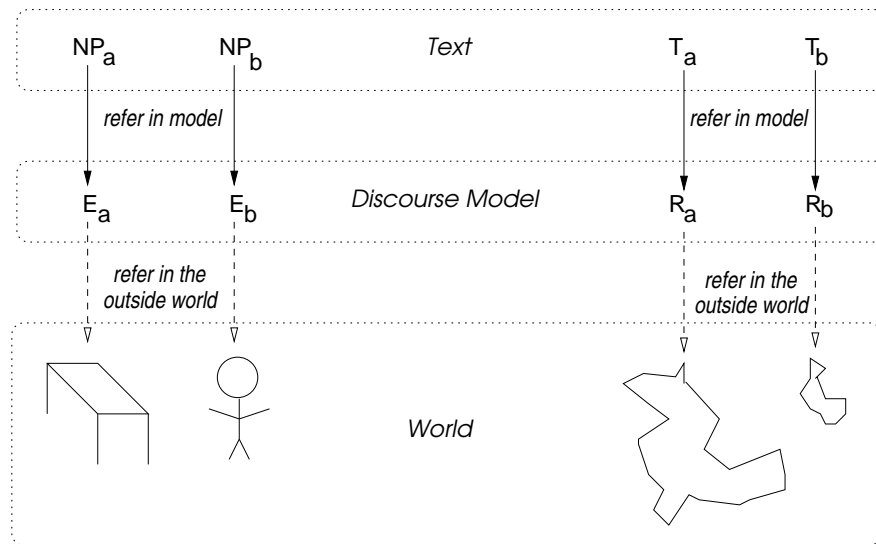 NPa NPb Text Ta Tb
refer in model refer in model
Ea Eb Discourse Model Ra Rb
refer in the outside world refer in the outside world
World